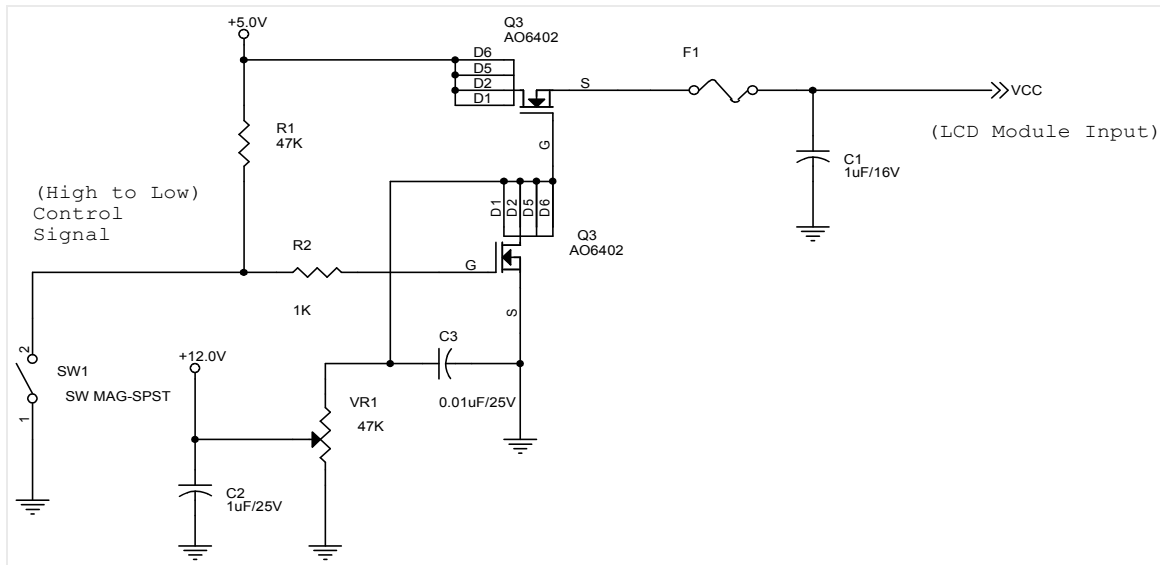 +5.0V
Q3
AO6402
D6
D5
D2
D1
S
G
F1
VCC
(LCD Module Input)
R1
47K
C1
1uF/16V
(High to Low)
Control
Signal
D1
D2
D5
D6
Q3
AO6402
R2
1K
G
S
2
SW1
SW MAG-SPST
1
+12.0V
C3
0.01uF/25V
VR1
47K
C2
1uF/25V